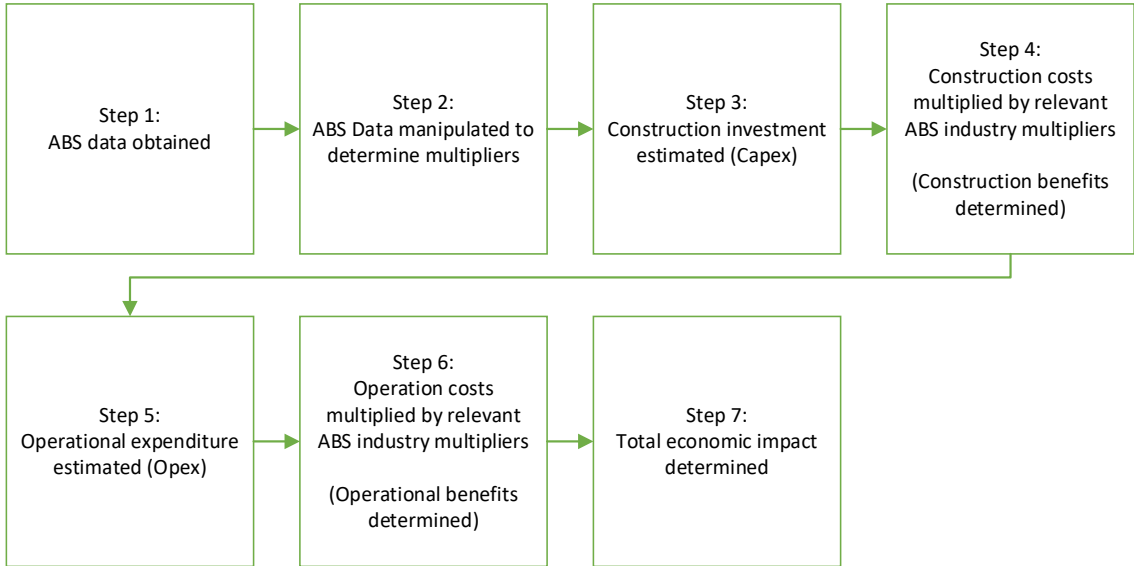 Step 1:
ABS data obtained
Step 2:
ABS Data manipulated to
determine multipliers
Step 3:
Construction investment
estimated (Capex)
Step 4:
Construction costs
multiplied by relevant
ABS industry multipliers
(Construction benefits
determined)
Step 5:
Operational expenditure
estimated (Opex)
Step 6:
Operation costs
multiplied by relevant
ABS industry multipliers
(Operational benefits
determined)
Step 7:
Total economic impact
determined